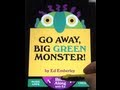 GO AWAY,
BIG GREEN
MONSTER!
by Ed Emberley